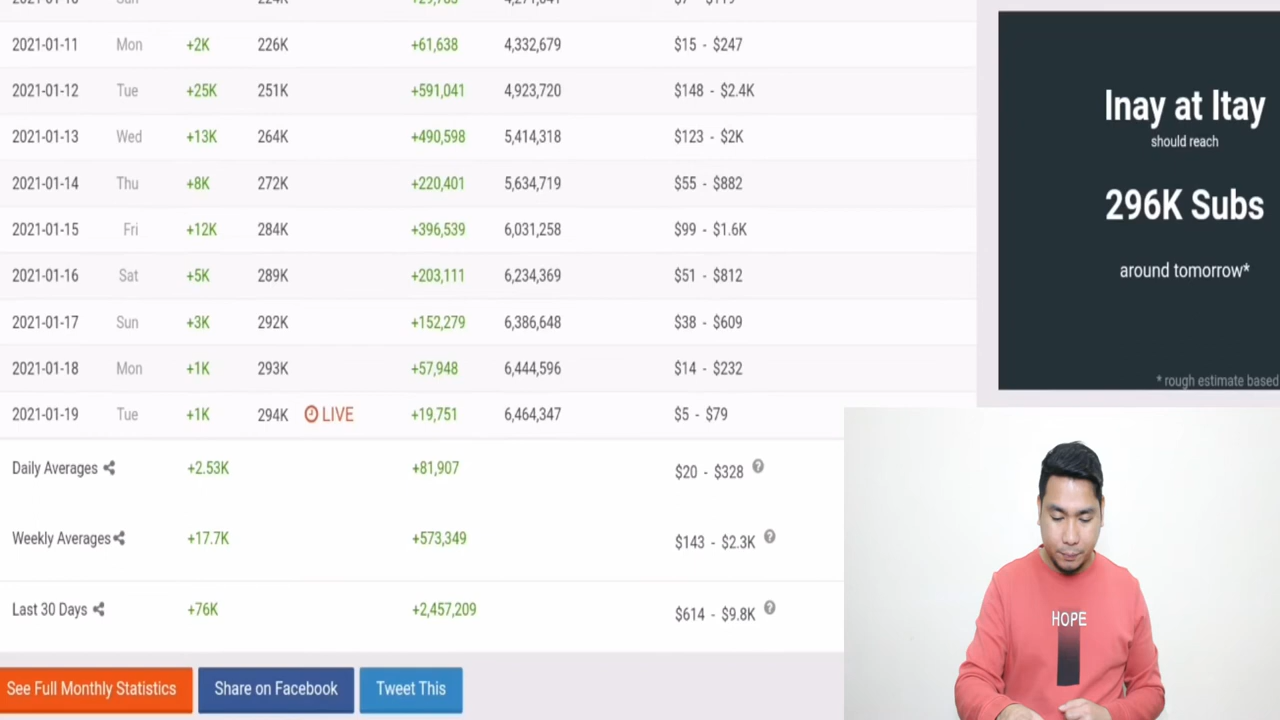 2021-01-11 Mon +2K 226K +61,638 4,332,679 $15 - $247
2021-01-12 Tue +25K 251K +591,041 4,923,720 $148 - $2.4K
2021-01-13 Wed +13K 264K +490,598 5,414,318 $123 - $2K
2021-01-14 Thu +8K 272K +220,401 5,634,719 $55 - $882
2021-01-15 Fri +12K 284K +396,539 6,031,258 $99 - $1.6K
2021-01-16 Sat +5K 289K +203,111 6,234,369 $51 - $812
2021-01-17 Sun +3K 292K +152,279 6,386,648 $38 - $609
2021-01-18 Mon +1K 293K +57,948 6,444,596 $14 - $232
2021-01-19 Tue +1K 294K LIVE +19,751 6,464,347 $5 - $79
Daily Averages +2.53K +81,907 $20 - $328
Weekly Averages +17.7K +573,349 $143 - $2.3K
Last 30 Days +76K +2,457,209 $614 - $9.8K
See Full Monthly Statistics Share on Facebook Tweet This
Inay at Itay
should reach
296K Subs
around tomorrow*
* rough estimate based
HOPE